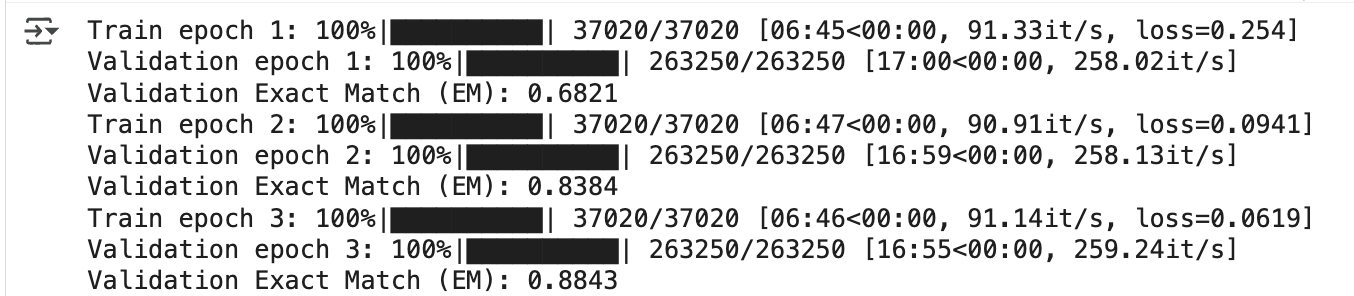 Train epoch 1: 100%|██████████| 37020/37020 [06:45<00:00, 91.33it/s, loss=0.254]
Validation epoch 1: 100%|██████████| 263250/263250 [17:00<00:00, 258.02it/s]
Validation Exact Match (EM): 0.6821
Train epoch 2: 100%|██████████| 37020/37020 [06:47<00:00, 90.91it/s, loss=0.0941]
Validation epoch 2: 100%|██████████| 263250/263250 [16:59<00:00, 258.13it/s]
Validation Exact Match (EM): 0.8384
Train epoch 3: 100%|██████████| 37020/37020 [06:46<00:00, 91.14it/s, loss=0.0619]
Validation epoch 3: 100%|██████████| 263250/263250 [16:55<00:00, 259.24it/s]
Validation Exact Match (EM): 0.8843